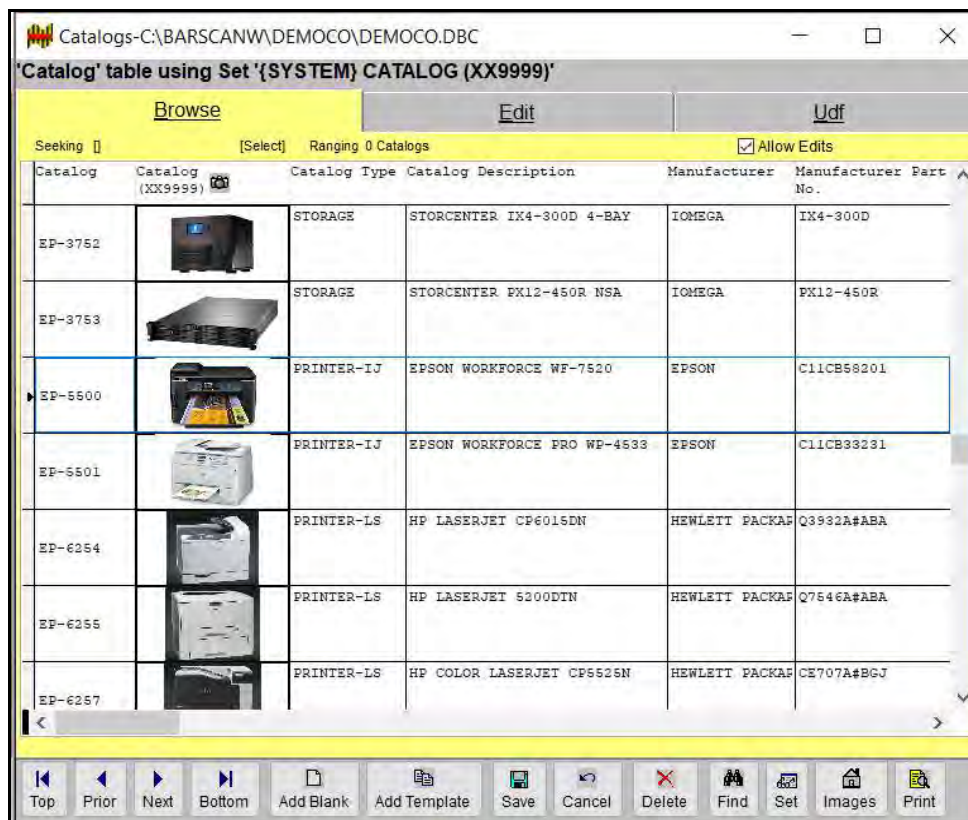 Catalogs-C:\BARSCANW\DEMOCO\DEMOCO.DBC
'Catalog' table using Set '{SYSTEM} CATALOG (XX9999)'
Browse Edit Udf
Seeking [] [Select] Ranging 0 Catalogs Allow Edits
Catalog Catalog Catalog Type Catalog Description Manufacturer Manufacturer Part
(XX9999) No.
EP-3752 STORAGE STORCENTER IX4-300D 4-BAY IOMEGA IX4-300D
EP-3753 STORAGE STORCENTER PX12-450R NSA IOMEGA PX12-450R
EP-5500 PRINTER-IJ EPSON WORKFORCE WF-7520 EPSON C11CB58201
EP-5501 PRINTER-IJ EPSON WORKFORCE PRO WP-4533 EPSON C11CB33231
EP-6254 PRINTER-LS HP LASERJET CP6015DN HEWLETT PACKAR Q3932A#ABA
EP-6255 PRINTER-LS HP LASERJET 5200DTN HEWLETT PACKAR Q7546A#ABA
EP-6257 PRINTER-LS HP COLOR LASERJET CP5525N HEWLETT PACKAR CE707A#BGJ
Top Prior Next Bottom Add Blank Add Template Save Cancel Delete Find Set Images Print